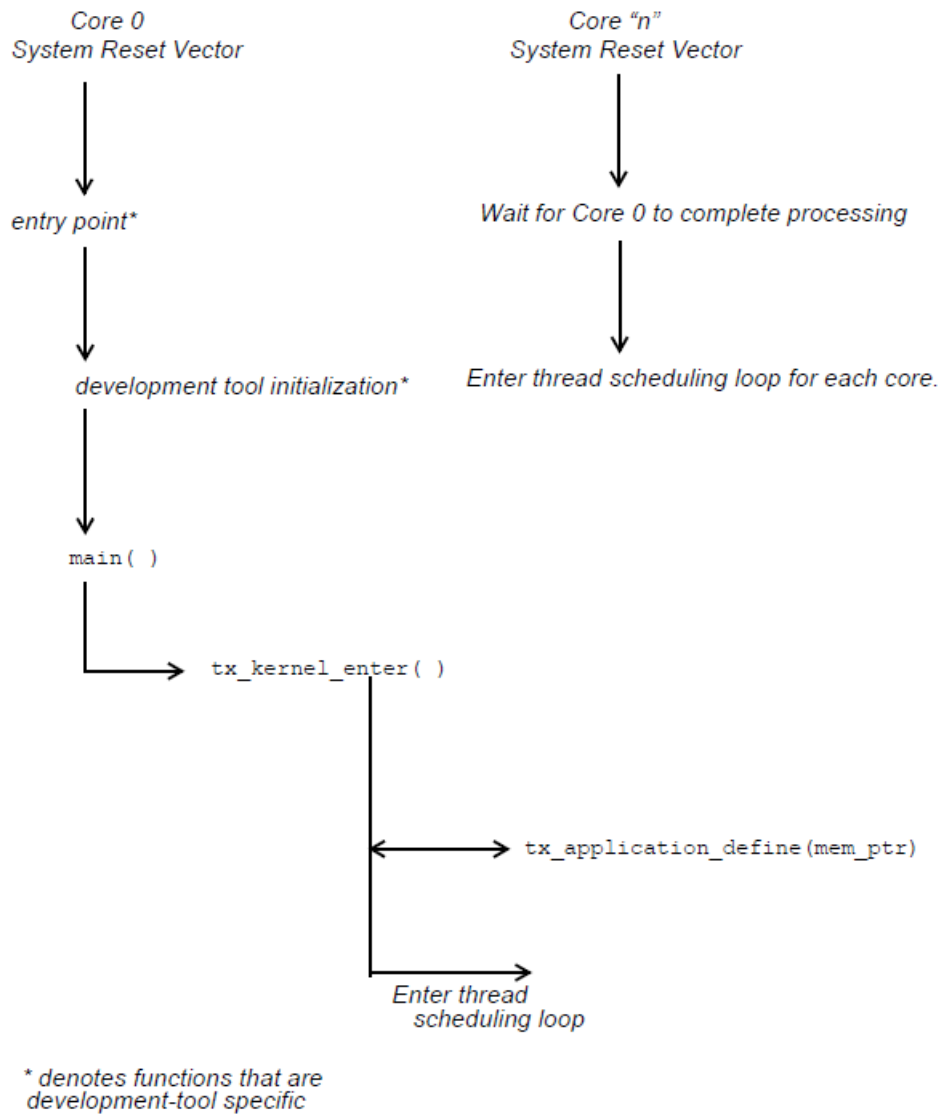 Core 0
System Reset Vector
Core “n”
System Reset Vector
entry point*
Wait for Core 0 to complete processing
development tool initialization*
Enter thread scheduling loop for each core.
main( )
tx_kernel_enter( )
tx_application_define(mem_ptr)
Enter thread
scheduling loop
* denotes functions that are
development-tool specific